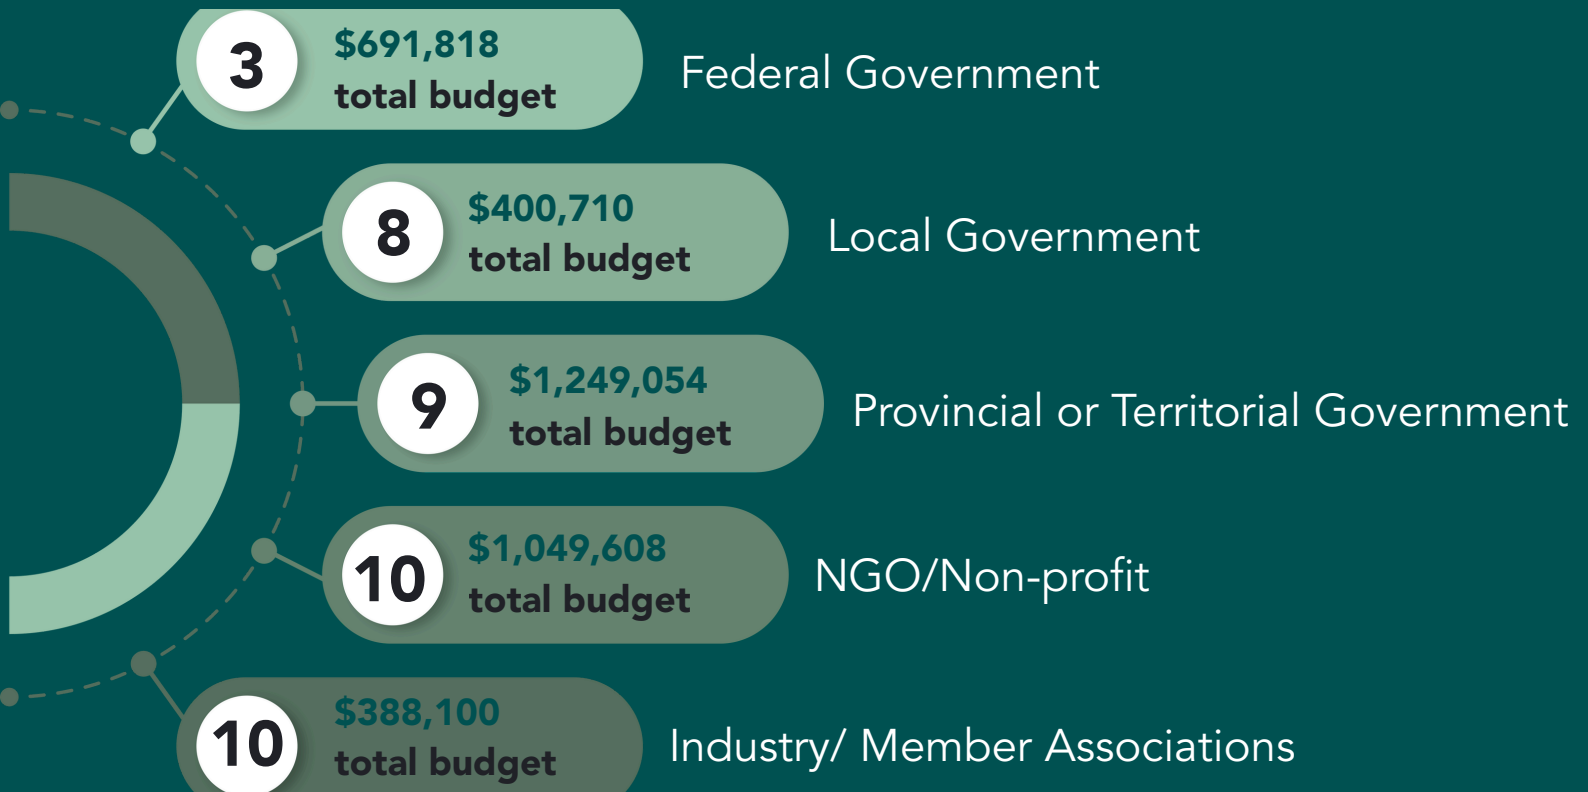 3
$691,818
total budget
Federal Government
8
$400,710
total budget
Local Government
9
$1,249,054
total budget
Provincial or Territorial Government
10
$1,049,608
total budget
NGO/Non-profit
10
$388,100
total budget
Industry/ Member Associations